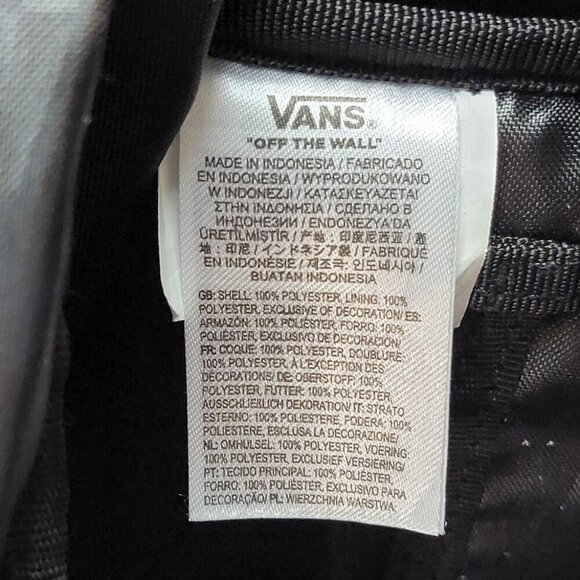 VANS
"OFF THE WALL"
MADE IN INDONESIA / FABRICADO
EN INDONESIA / WYPRODUKOWANO
W INDONEZJI / ΚΑΤΑΣΚΕΥΑΖΕΤΑΙ
ΣΤΗΝ ΙΝΔΟΝΗΣΙΑ / СДЕЛАНО В
ИНДОНЕЗИИ / ENDONEZYA'DA
ÜRETİLMİŞTİR / 产地：印度尼西亚 / 產
地：印尼 / インドネシア製 / FABRIQUÉ
EN INDONÉSIE / 제조국: 인도네시아 /
BUATAN INDONESIA
GB: SHELL: 100% POLYESTER, LINING: 100%
POLYESTER, EXCLUSIVE OF DECORATION/ ES:
ARMAZÓN: 100% POLIÉSTER, FORRO: 100%
POLIÉSTER, EXCLUSIVO DE DECORACIÓN/
FR: COQUE: 100% POLYESTER, DOUBLURE:
100% POLYESTER, À L'EXCEPTION DES
DÉCORATIONS/ DE: OBERSTOFF: 100%
POLYESTER, FUTTER: 100% POLYESTER
AUSSCHLIEßLICH DEKORATION/ IT: STRATO
ESTERNO: 100% POLIESTERE, FODERA: 100%
POLIESTERE, ESCLUSA LA DECORAZIONE/
NL: OMHULSEL: 100% POLYESTER, VOERING:
100% POLYESTER, EXCLUSIEF VERSIERING/
PT: TECIDO PRINCIPAL: 100% POLIÉSTER,
FORRO: 100% POLIÉSTER, EXCLUSIVO PARA
DECORAÇÃO/ PL: WIERZCHNIA WARSTWA: